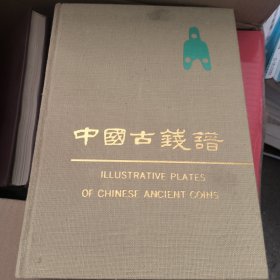 中國古錢譜
ILLUSTRATIVE PLATES
OF CHINESE ANCIENT COINS